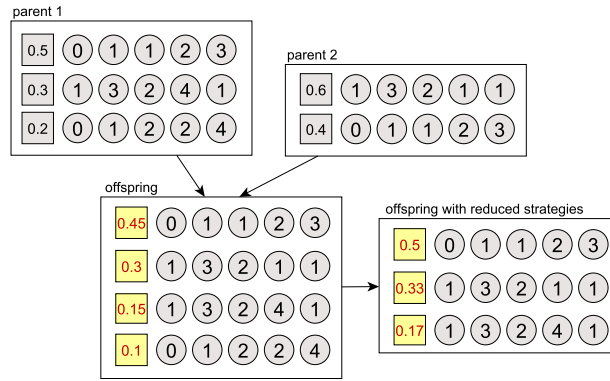 parent 1
0.5 0 1 1 2 3
0.3 1 3 2 4 1
0.2 0 1 2 2 4
parent 2
0.6 1 3 2 1 1
0.4 0 1 1 2 3
offspring
0.45 0 1 1 2 3
0.3 1 3 2 1 1
0.15 1 3 2 4 1
0.1 0 1 2 2 4
offspring with reduced strategies
0.5 0 1 1 2 3
0.33 1 3 2 1 1
0.17 1 3 2 4 1